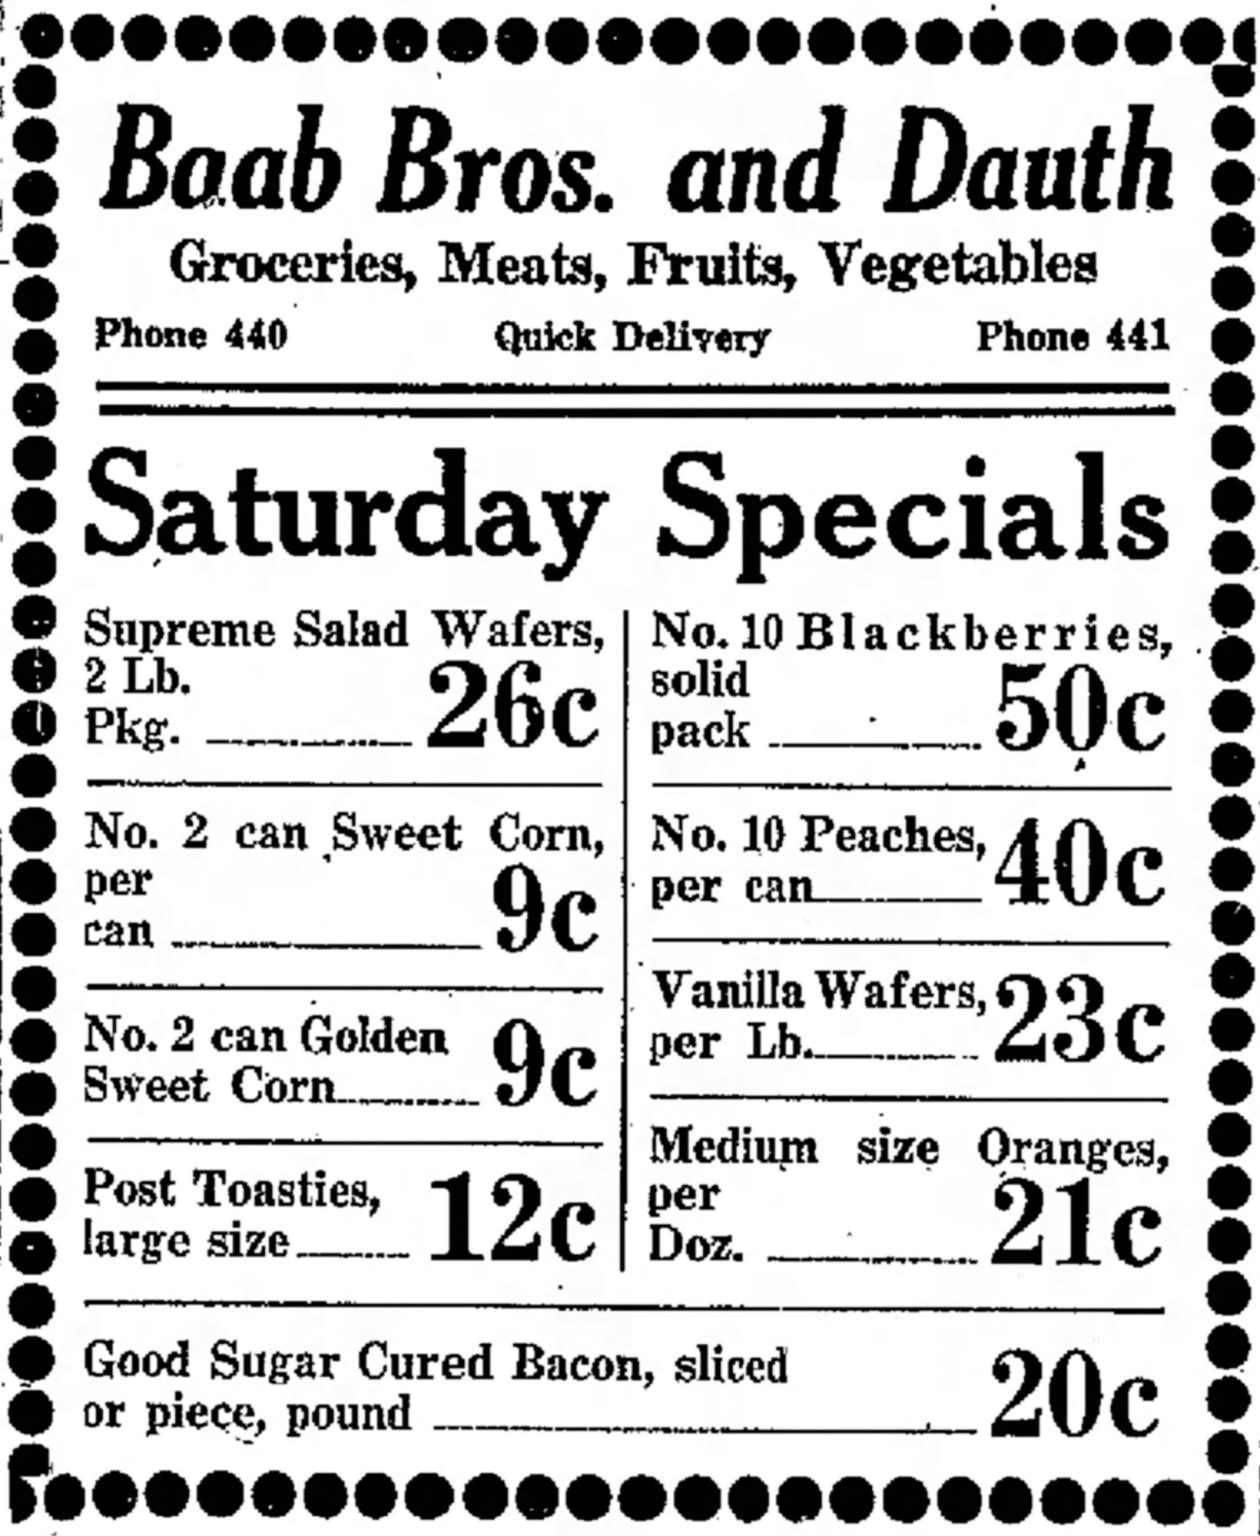 Baab Bros. and Dauth
Groceries, Meats, Fruits, Vegetables
Phone 440 Quick Delivery Phone 441
Saturday Specials
Supreme Salad Wafers,
2 Lb.
Pkg. 26c
No. 2 can Sweet Corn,
per
can 9c
No. 2 can Golden
Sweet Corn 9c
Post Toasties,
large size 12c
No. 10 Blackberries,
solid
pack 50c
No. 10 Peaches,
per can 40c
Vanilla Wafers,
per Lb. 23c
Medium size Oranges,
per
Doz. 21c
Good Sugar Cured Bacon, sliced
or piece, pound 20c